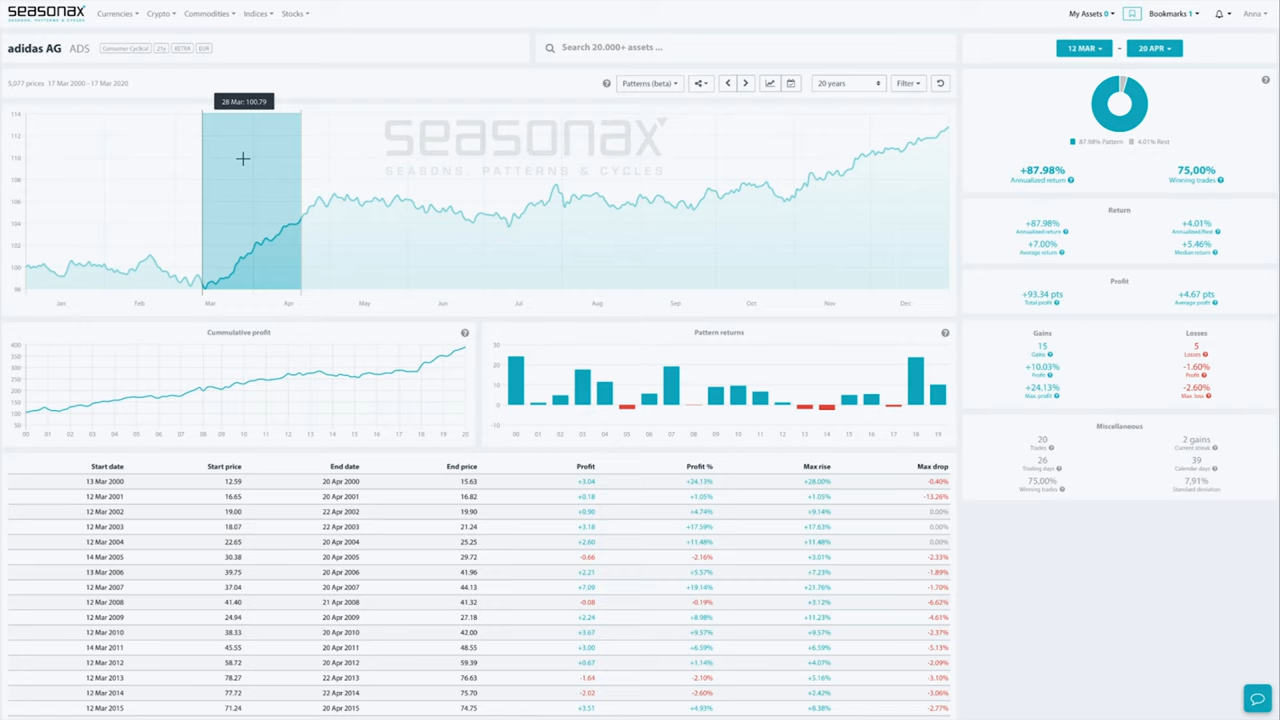 seasonax
SEASONS, PATTERNS & CYCLES
Currencies Crypto Commodities Indices Stocks
My Assets 0 Bookmarks 1 Anna
adidas AG ADS Consumer Cyclical 21y XETRA EUR
Search 20.000+ assets ...
12 MAR - 20 APR
5,077 prices 17 Mar 2000 - 17 Mar 2020
Patterns (beta) 20 years Filter
28 Mar: 100.79
seasonax
SEASONS, PATTERNS & CYCLES
114
110
108
104
102
100
98
Jan Feb Mar Apr May Jun Jul Aug Sep Oct Nov Dec
87.98% Pattern 4.01% Rest
+87.98% 75,00%
Annualized return Winning trades
Return
+87.98% +4.01%
Annualized return Annualized Rest
+7.00% +5.46%
Average return Median return
Profit
+93.34 pts +4.67 pts
Total profit Average profit
Gains Losses
15 5
Gains Losses
+10.03% -1.60%
Profit Profit
+24.13% -2.60%
Max. profit Max. loss
Miscellaneous
20 2 gains
Trades Current streak
26 39
Trading days Calendar days
75,00% 7,91%
Winning trades Standard deviation
Cummulative profit
400
350
300
250
200
150
100
50
00 01 02 03 04 05 06 07 08 09 10 11 12 13 14 16 17 18 19 20
Pattern returns
00 01 02 03 04 05 06 07 08 09 10 11 12 13 14 15 16 17 18 19
Start date Start price End date End price Profit Profit % Max rise Max drop
13 Mar 2000 12.59 20 Apr 2000 15.63 +3.04 +24.13% +28.00% -0.40%
12 Mar 2001 16.65 20 Apr 2001 16.82 +0.18 +1.05% +1.05% -13.26%
12 Mar 2002 19.00 22 Apr 2002 19.90 +0.90 +4.74% +9.14% 0.00%
12 Mar 2003 18.07 22 Apr 2003 21.24 +3.18 +17.59% +17.63% 0.00%
12 Mar 2004 22.65 20 Apr 2004 25.25 +2.60 +11.48% +11.48% 0.00%
14 Mar 2005 30.38 20 Apr 2005 29.72 -0.66 -2.16% +3.01% -2.33%
13 Mar 2006 39.75 20 Apr 2006 41.96 +2.21 +5.57% +7.23% -1.89%
12 Mar 2007 37.04 20 Apr 2007 44.13 +7.09 +19.14% +21.76% -1.70%
12 Mar 2008 41.40 21 Apr 2008 41.32 -0.08 -0.19% +3.12% -6.62%
12 Mar 2009 24.94 20 Apr 2009 27.18 +2.24 +8.98% +11.23% -4.61%
12 Mar 2010 38.33 20 Apr 2010 42.00 +3.67 +9.57% +9.57% -2.37%
14 Mar 2011 45.55 20 Apr 2011 48.55 +3.00 +6.59% +6.59% -5.13%
12 Mar 2012 58.72 20 Apr 2012 59.39 +0.67 +1.14% +4.07% -2.09%
12 Mar 2013 78.27 22 Apr 2013 76.63 -1.64 -2.10% +5.16% -3.10%
12 Mar 2014 77.72 22 Apr 2014 75.70 -2.02 -2.60% +2.42% -3.06%
12 Mar 2015 71.24 20 Apr 2015 74.75 +3.51 +4.93% +8.38% -2.77%